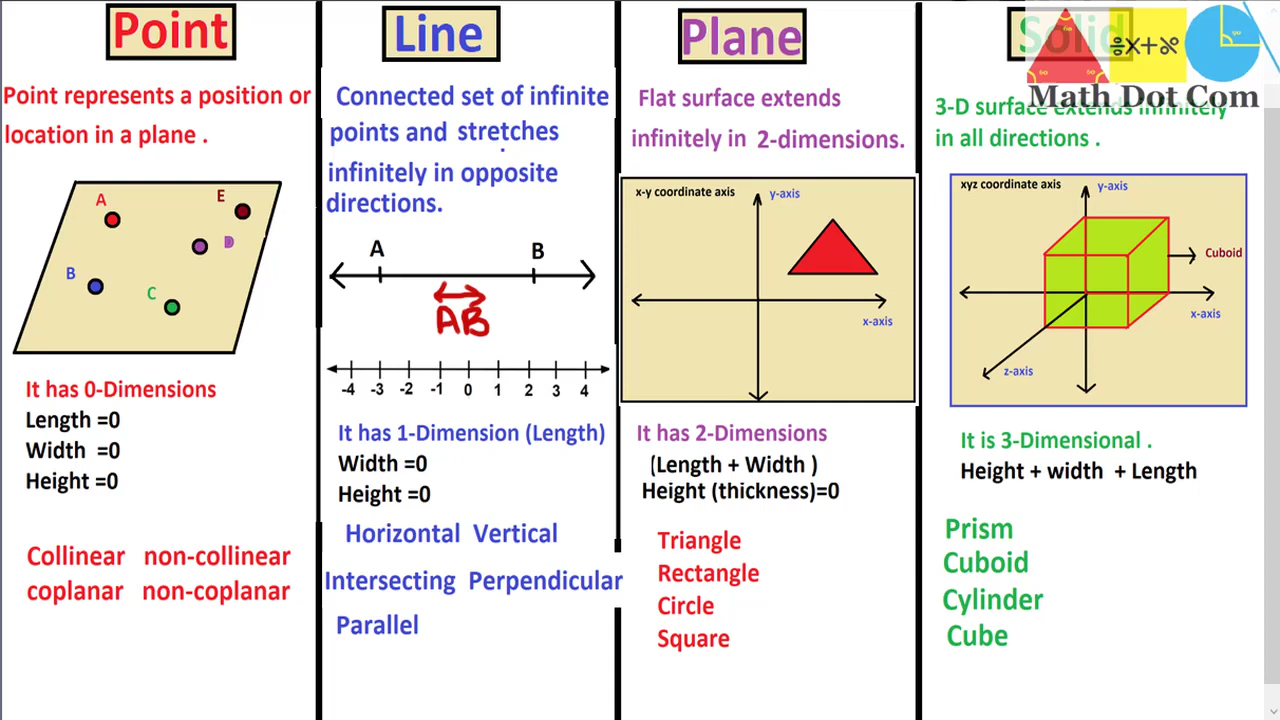 Point
Point represents a position or
location in a plane .
A
E
D
B
C
It has 0-Dimensions
Length =0
Width =0
Height =0
Collinear non-collinear
coplanar non-coplanar
Line
Connected set of infinite
points and stretches
infinitely in opposite
directions.
A B
AB
-4 -3 -2 -1 0 1 2 3 4
It has 1-Dimension (Length)
Width =0
Height =0
Horizontal Vertical
Intersecting Perpendicular
Parallel
Plane
Flat surface extends
infinitely in 2-dimensions.
x-y coordinate axis y-axis
x-axis
It has 2-Dimensions
(Length + Width )
Height (thickness)=0
Triangle
Rectangle
Circle
Square
Solid
Math Dot Com
3-D surface extends infinitely
in all directions .
xyz coordinate axis y-axis
Cuboid
x-axis
z-axis
It is 3-Dimensional .
Height + width + Length
Prism
Cuboid
Cylinder
Cube